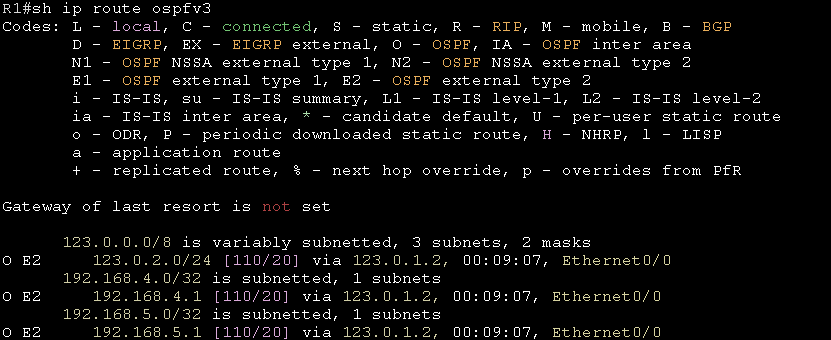 R1#sh ip route ospfv3
Codes: L - local, C - connected, S - static, R - RIP, M - mobile, B - BGP
D - EIGRP, EX - EIGRP external, O - OSPF, IA - OSPF inter area
N1 - OSPF NSSA external type 1, N2 - OSPF NSSA external type 2
E1 - OSPF external type 1, E2 - OSPF external type 2
i - IS-IS, su - IS-IS summary, L1 - IS-IS level-1, L2 - IS-IS level-2
ia - IS-IS inter area, * - candidate default, U - per-user static route
o - ODR, P - periodic downloaded static route, H - NHRP, l - LISP
a - application route
+ - replicated route, % - next hop override, p - overrides from PfR
Gateway of last resort is not set
123.0.0.0/8 is variably subnetted, 3 subnets, 2 masks
O E2 123.0.2.0/24 [110/20] via 123.0.1.2, 00:09:07, Ethernet0/0
192.168.4.0/32 is subnetted, 1 subnets
O E2 192.168.4.1 [110/20] via 123.0.1.2, 00:09:07, Ethernet0/0
192.168.5.0/32 is subnetted, 1 subnets
O E2 192.168.5.1 [110/20] via 123.0.1.2, 00:09:07, Ethernet0/0